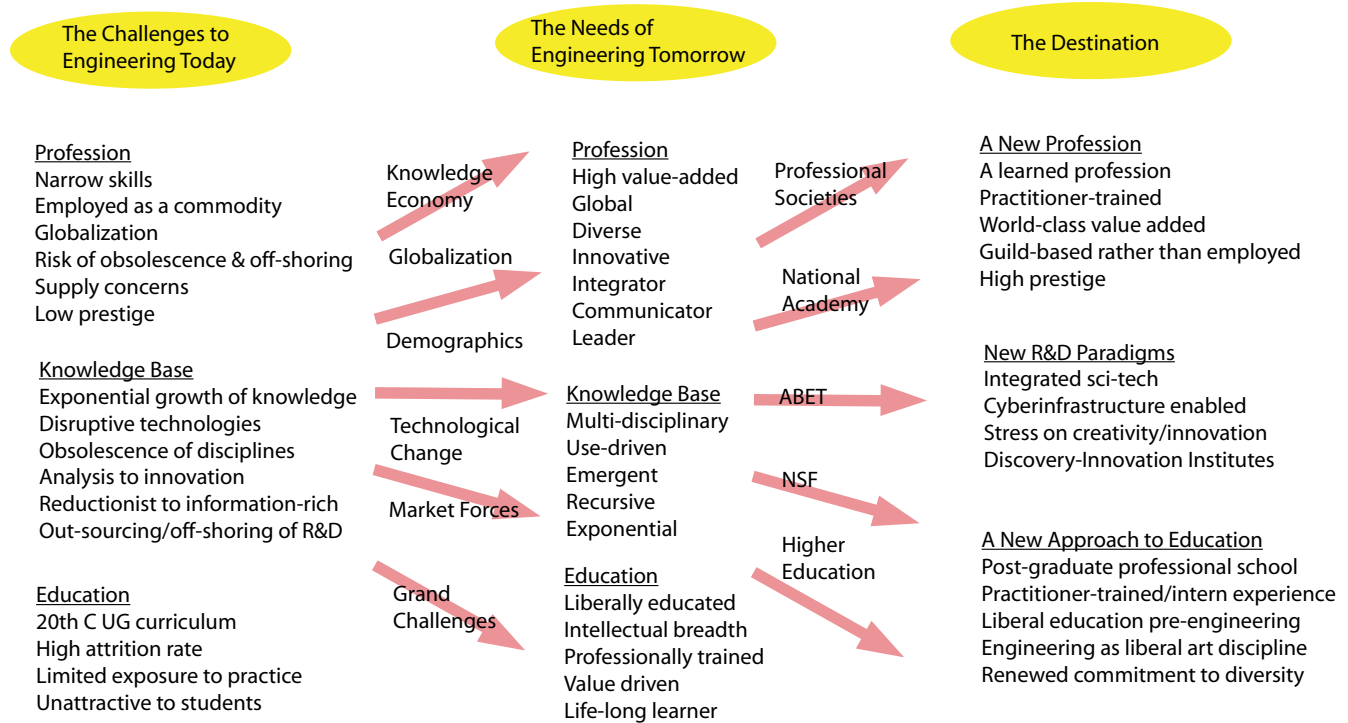 The Challenges to
Engineering Today
The Needs of
Engineering Tomorrow
The Destination
Profession
Narrow skills
Employed as a commodity
Globalization
Risk of obsolescence & off-shoring
Supply concerns
Low prestige
Knowledge Base
Exponential growth of knowledge
Disruptive technologies
Obsolescence of disciplines
Analysis to innovation
Reductionist to information-rich
Out-sourcing/off-shoring of R&D
Education
20th C UG curriculum
High attrition rate
Limited exposure to practice
Unattractive to students
Knowledge
Economy
Globalization
Demographics
Technological
Change
Market Forces
Grand
Challenges
Profession
High value-added
Global
Diverse
Innovative
Integrator
Communicator
Leader
Knowledge Base
Multi-disciplinary
Use-driven
Emergent
Recursive
Exponential
Education
Liberally educated
Intellectual breadth
Professionally trained
Value driven
Life-long learner
Professional
Societies
National
Academy
ABET
NSF
Higher
Education
A New Profession
A learned profession
Practitioner-trained
World-class value added
Guild-based rather than employed
High prestige
New R&D Paradigms
Integrated sci-tech
Cyberinfrastructure enabled
Stress on creativity/innovation
Discovery-Innovation Institutes
A New Approach to Education
Post-graduate professional school
Practitioner-trained/intern experience
Liberal education pre-engineering
Engineering as liberal art discipline
Renewed commitment to diversity